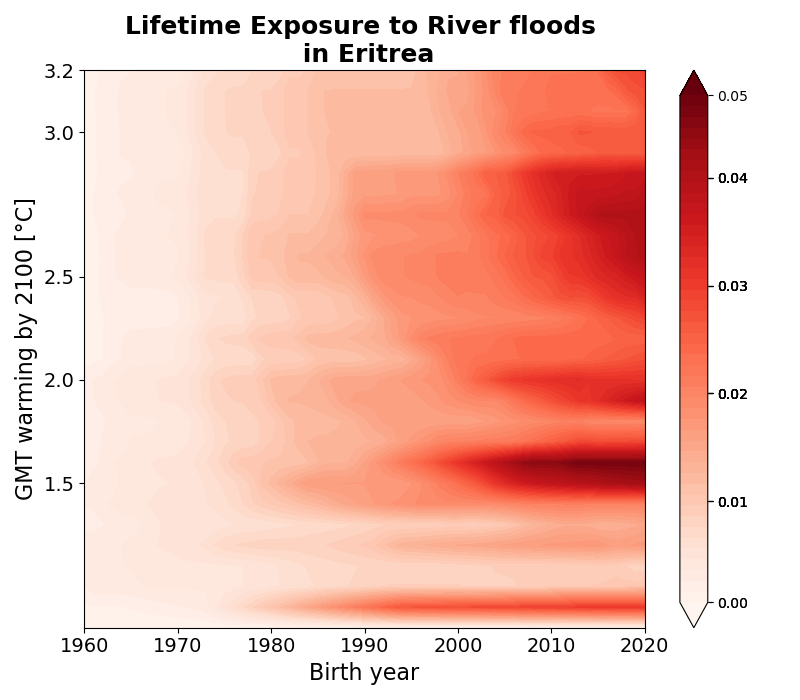 Lifetime Exposure to River floods
in Eritrea
GMT warming by 2100 [°C]
3.2
3.0
2.5
2.0
1.5
1960 1970 1980 1990 2000 2010 2020
Birth year
0.05
0.04
0.03
0.02
0.01
0.00